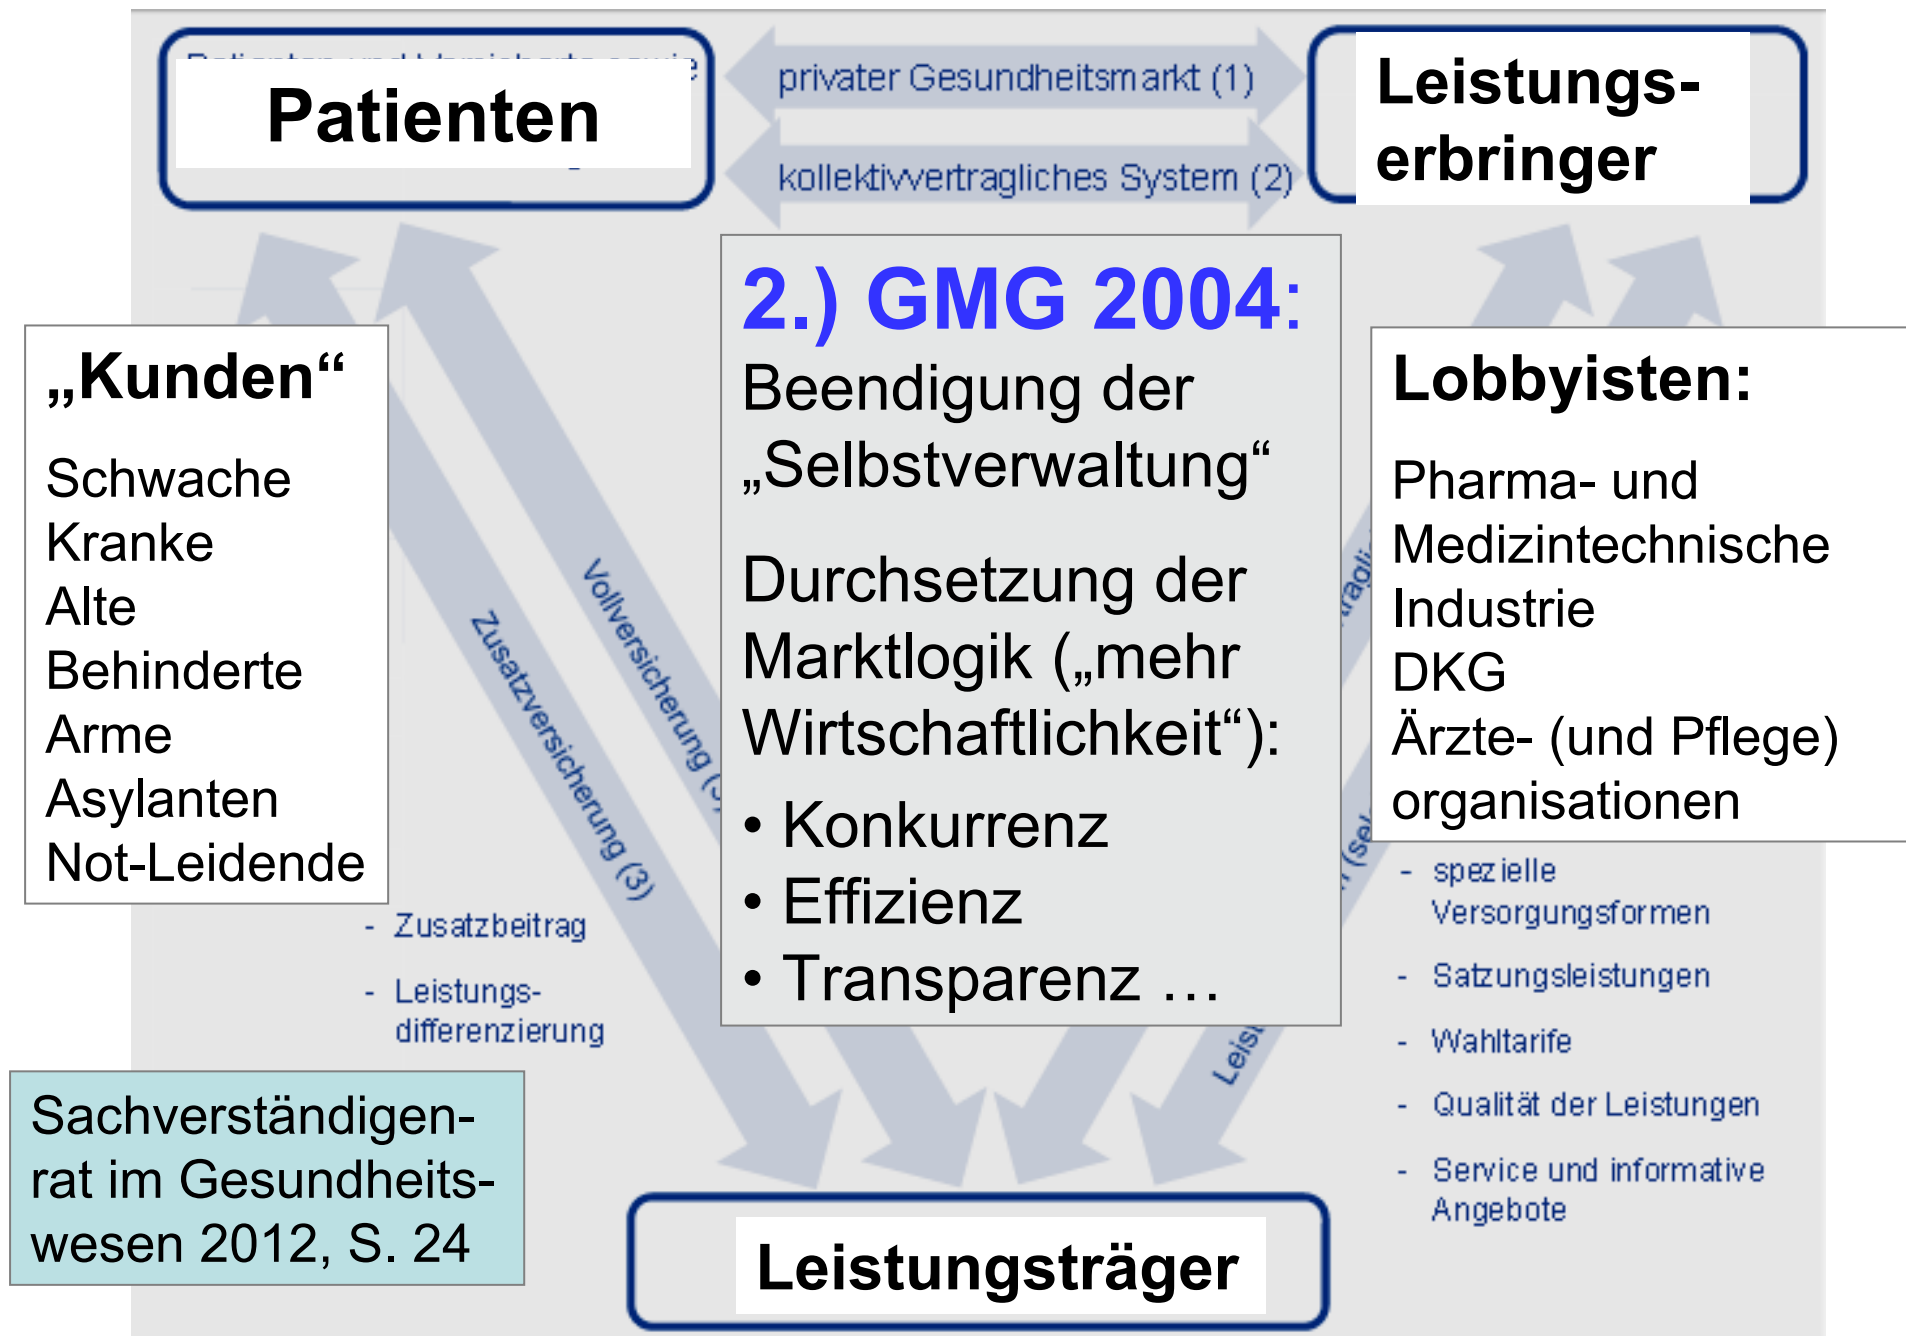 Patienten
privater Gesundheitsmarkt (1)
kollektivvertragliches System (2)
Leistungs-
erbringer
2.) GMG 2004:
Beendigung der
„Selbstverwaltung“
Durchsetzung der
Marktlogik („mehr
Wirtschaftlichkeit“):
• Konkurrenz
• Effizienz
• Transparenz …
„Kunden“
Schwache
Kranke
Alte
Behinderte
Arme
Asylanten
Not-Leidende
Lobbyisten:
Pharma- und
Medizintechnische
Industrie
DKG
Ärzte- (und Pflege)
organisationen
Vollversicherung
Zusatzversicherung (3)
- Zusatzbeitrag
- Leistungs-
differenzierung
- spezielle
Versorgungsformen
- Satzungsleistungen
- Wahltarife
- Qualität der Leistungen
- Service und informative
Angebote
Sachverständigen-
rat im Gesundheits-
wesen 2012, S. 24
Leistungsträger